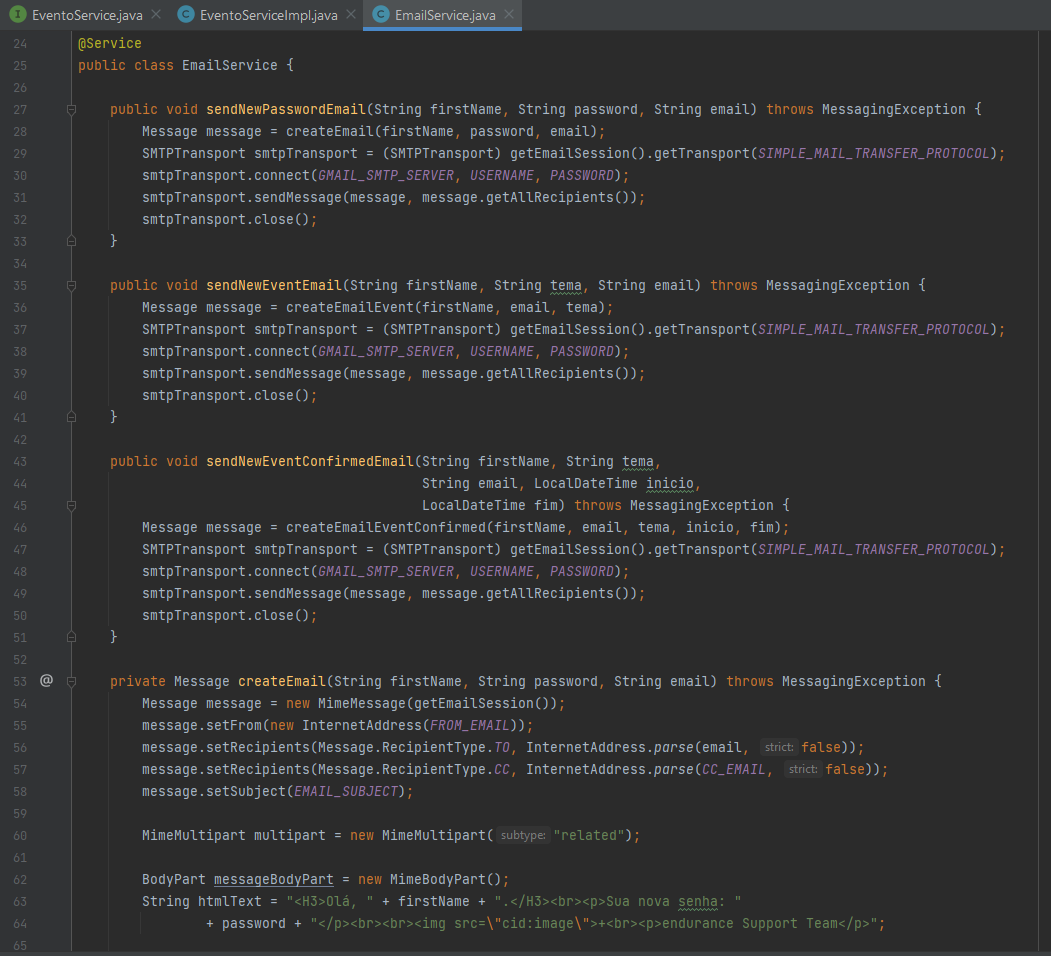 I EventoService.java × C EventoServiceImpl.java × C EmailService.java ×
24 @Service
25 public class EmailService {
26
27     public void sendNewPasswordEmail(String firstName, String password, String email) throws MessagingException {
28         Message message = createEmail(firstName, password, email);
29         SMTPTransport smtpTransport = (SMTPTransport) getEmailSession().getTransport(SIMPLE_MAIL_TRANSFER_PROTOCOL);
30         smtpTransport.connect(GMAIL_SMTP_SERVER, USERNAME, PASSWORD);
31         smtpTransport.sendMessage(message, message.getAllRecipients());
32         smtpTransport.close();
33     }
34
35     public void sendNewEventEmail(String firstName, String tema, String email) throws MessagingException {
36         Message message = createEmailEvent(firstName, email, tema);
37         SMTPTransport smtpTransport = (SMTPTransport) getEmailSession().getTransport(SIMPLE_MAIL_TRANSFER_PROTOCOL);
38         smtpTransport.connect(GMAIL_SMTP_SERVER, USERNAME, PASSWORD);
39         smtpTransport.sendMessage(message, message.getAllRecipients());
40         smtpTransport.close();
41     }
42
43     public void sendNewEventConfirmedEmail(String firstName, String tema,
44                                            String email, LocalDateTime inicio,
45                                            LocalDateTime fim) throws MessagingException {
46         Message message = createEmailEventConfirmed(firstName, email, tema, inicio, fim);
47         SMTPTransport smtpTransport = (SMTPTransport) getEmailSession().getTransport(SIMPLE_MAIL_TRANSFER_PROTOCOL);
48         smtpTransport.connect(GMAIL_SMTP_SERVER, USERNAME, PASSWORD);
49         smtpTransport.sendMessage(message, message.getAllRecipients());
50         smtpTransport.close();
51     }
52
53 @   private Message createEmail(String firstName, String password, String email) throws MessagingException {
54         Message message = new MimeMessage(getEmailSession());
55         message.setFrom(new InternetAddress(FROM_EMAIL));
56         message.setRecipients(Message.RecipientType.TO, InternetAddress.parse(email, strict: false));
57         message.setRecipients(Message.RecipientType.CC, InternetAddress.parse(CC_EMAIL, strict: false));
58         message.setSubject(EMAIL_SUBJECT);
59
60         MimeMultipart multipart = new MimeMultipart( subtype: "related");
61
62         BodyPart messageBodyPart = new MimeBodyPart();
63         String htmlText = "<H3>Olá, " + firstName + ".</H3><br><p>Sua nova senha: "
64                 + password + "</p><br><br><img src=\"cid:image\">+<br><p>endurance Support Team</p>";
65